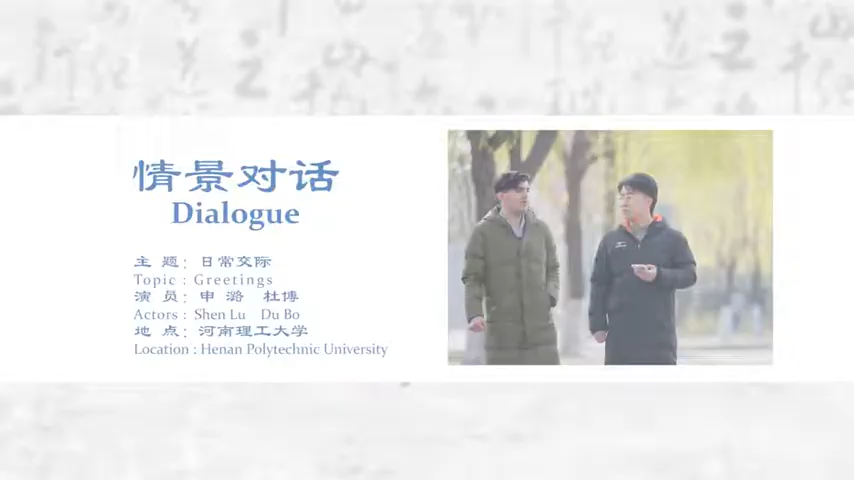 情景对话
Dialogue
主 题：日常交际
Topic : Greetings
演 员：申 潞 杜博
Actors : Shen Lu Du Bo
地 点：河南理工大学
Location : Henan Polytechnic University